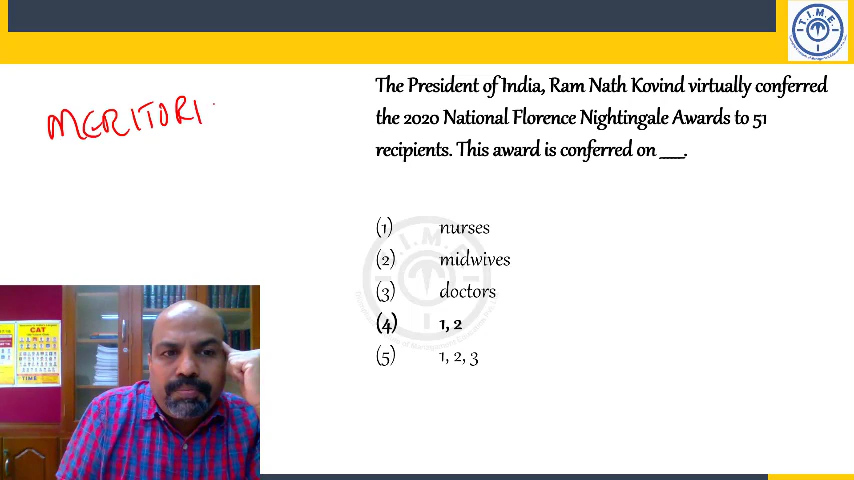 T.I.M.E.
The President of India, Ram Nath Kovind virtually conferred
MERITORI
the 2020 National Florence Nightingale Awards to 51
recipients. This award is conferred on ___.
(1) nurses
(2) midwives
(3) doctors
(4) 1, 2
(5) 1, 2, 3
CAT
TIME